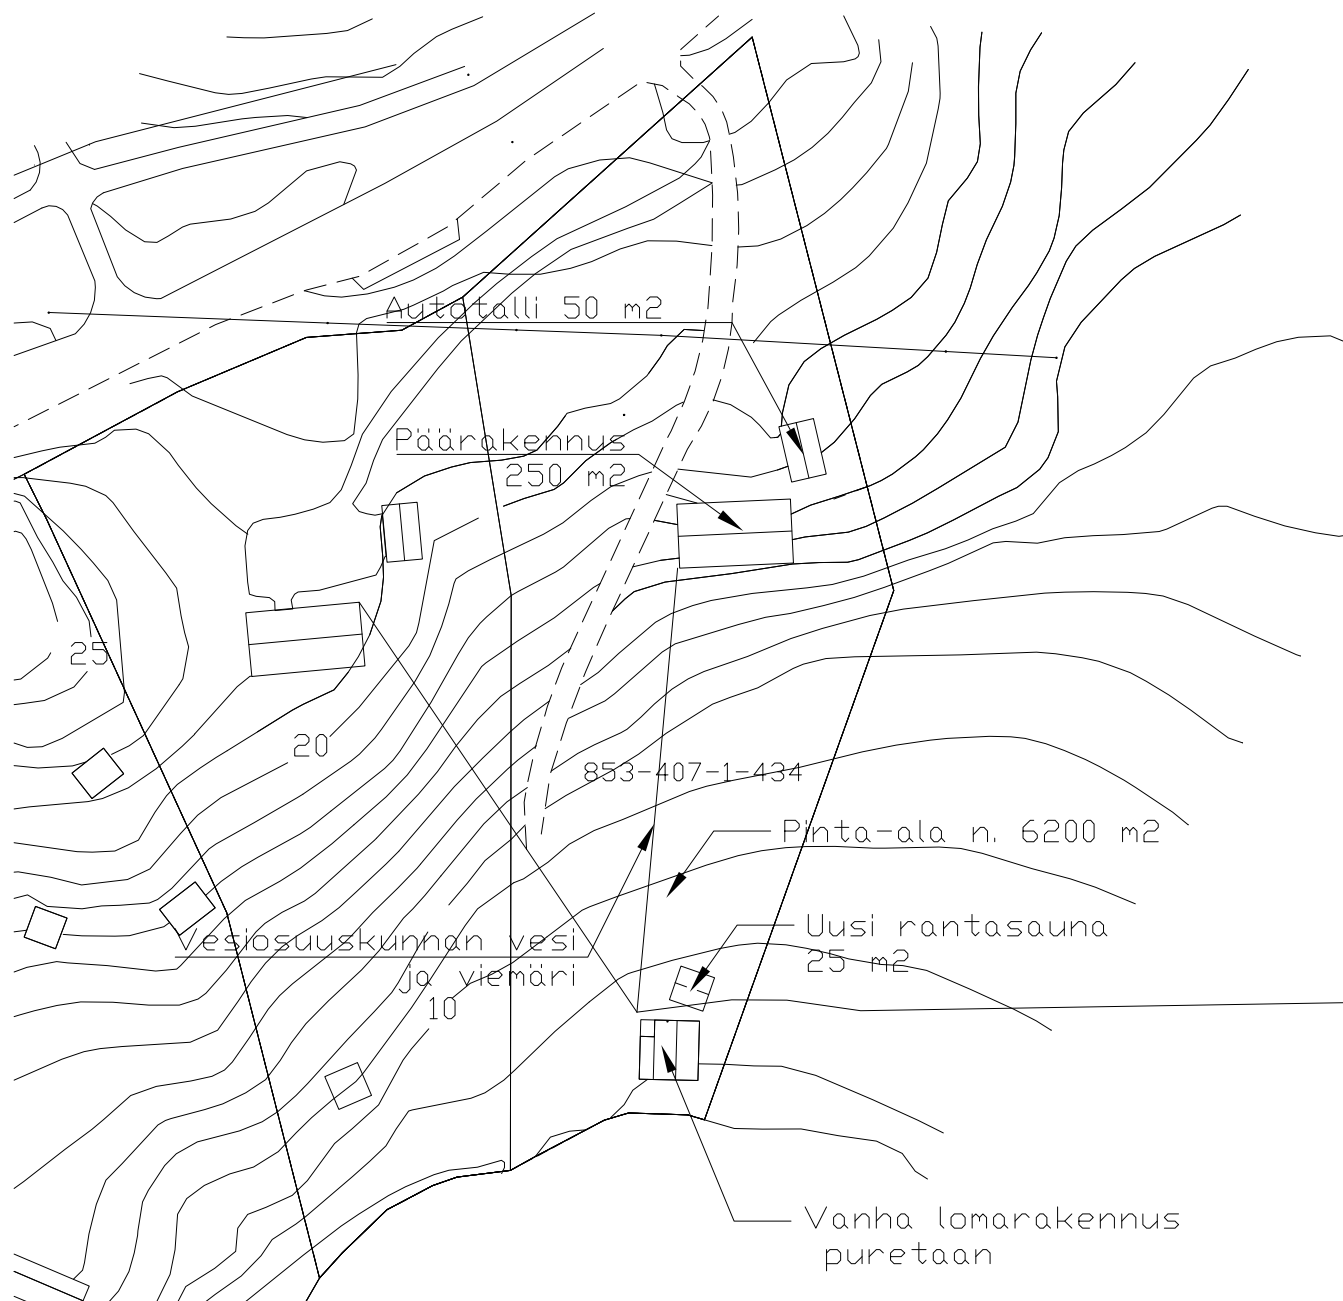 Autotalli 50 m2
Päärakennus
250 m2
25
20
853-407-1-434
Pinta-ala n. 6200 m2
Uusi rantasauna
25 m2
Vesiosuuskunnan vesi
ja viemäri
10
Vanha lomarakennus
puretaan